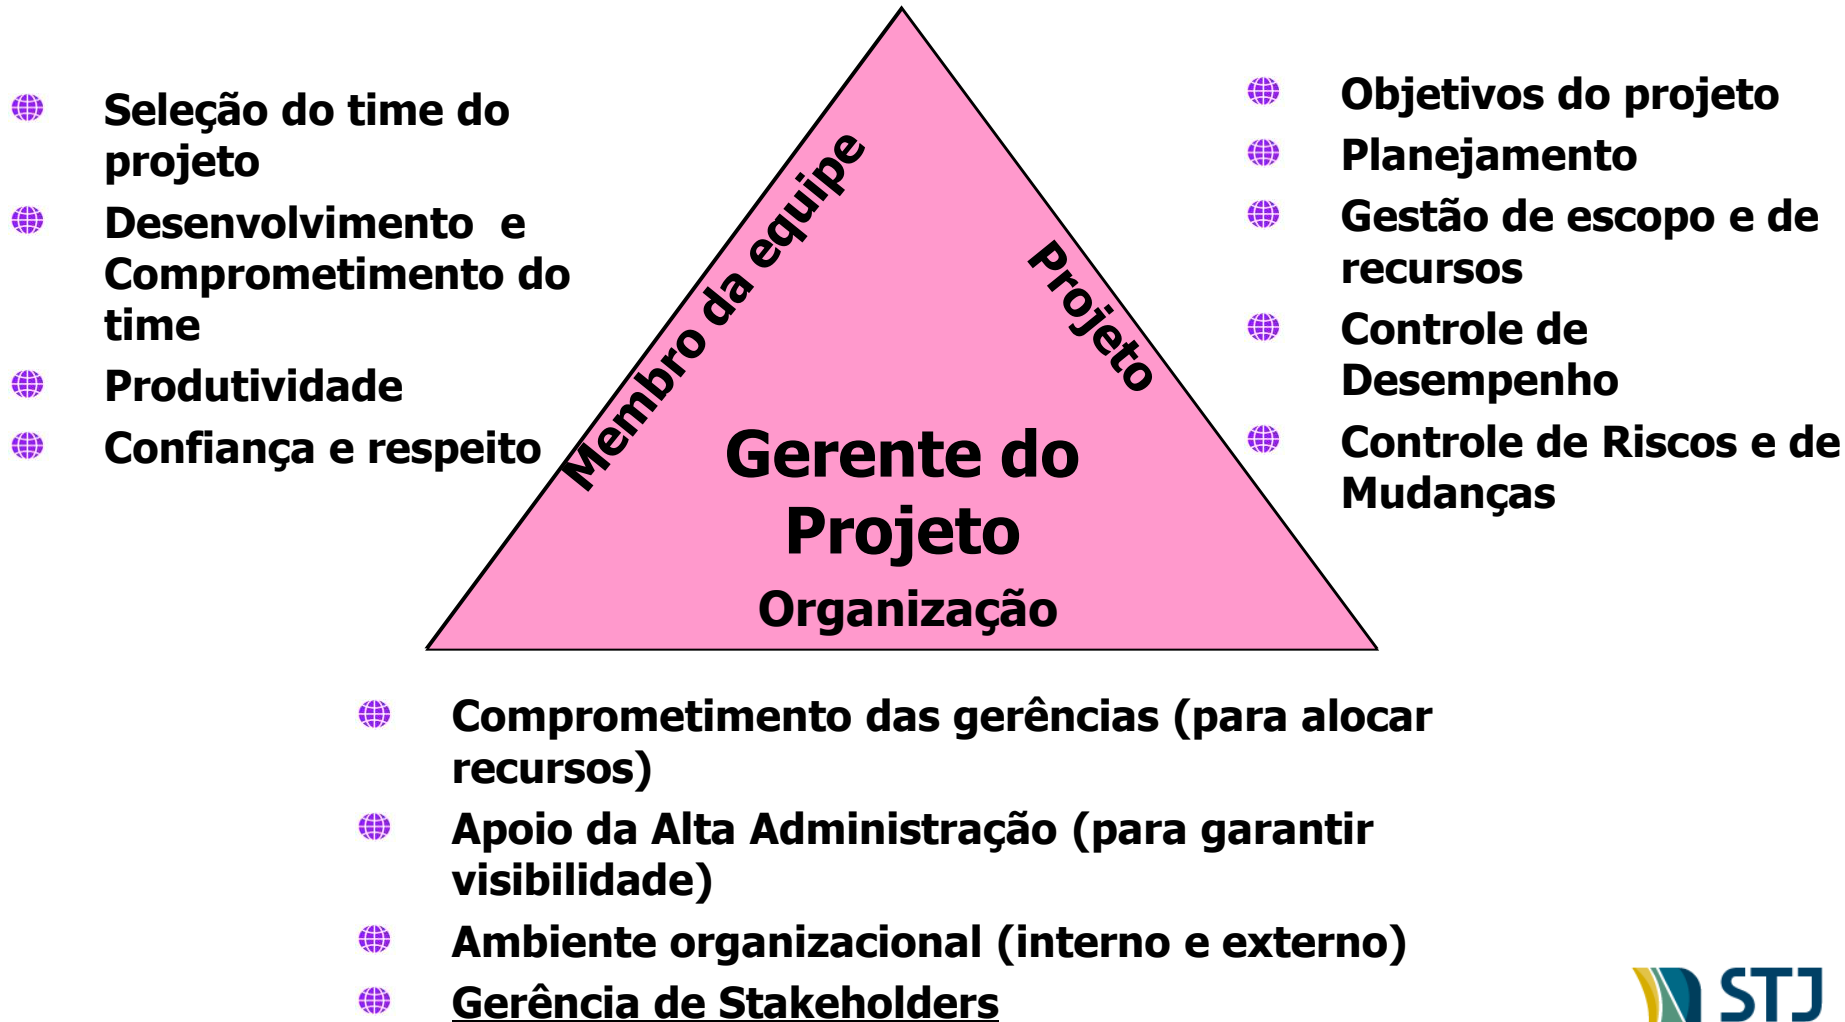 Seleção do time do
projeto
Desenvolvimento  e
Comprometimento do
time
Produtividade
Confiança e respeito
Membro da equipe
Projeto
Gerente do
Projeto
Organização
Objetivos do projeto
Planejamento
Gestão de escopo e de
recursos
Controle de
Desempenho
Controle de Riscos e de
Mudanças
Comprometimento das gerências (para alocar
recursos)
Apoio da Alta Administração (para garantir
visibilidade)
Ambiente organizacional (interno e externo)
Gerência de Stakeholders
STJ